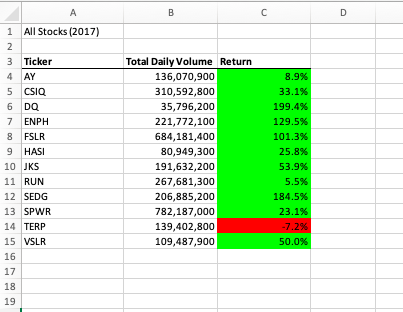 A B C D
1 All Stocks (2017)
2
3 Ticker Total Daily Volume Return
4 AY 136,070,900 8.9%
5 CSIQ 310,592,800 33.1%
6 DQ 35,796,200 199.4%
7 ENPH 221,772,100 129.5%
8 FSLR 684,181,400 101.3%
9 HASI 80,949,300 25.8%
10 JKS 191,632,200 53.9%
11 RUN 267,681,300 5.5%
12 SEDG 206,885,200 184.5%
13 SPWR 782,187,000 23.1%
14 TERP 139,402,800 -7.2%
15 VSLR 109,487,900 50.0%
16
17
18
19